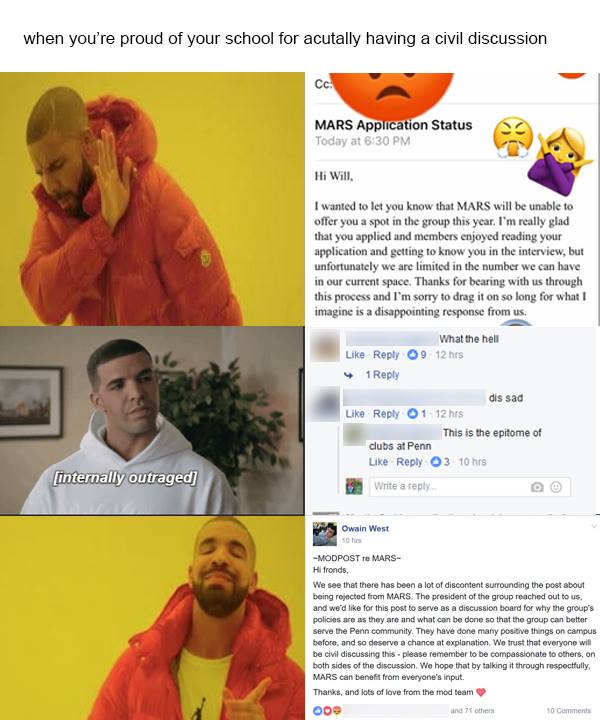 when you're proud of your school for acutally having a civil discussion
Cc:
MARS Application Status
Today at 6:30 PM
Hi Will,
I wanted to let you know that MARS will be unable to
offer you a spot in the group this year. I'm really glad
that you applied and members enjoyed reading your
application and getting to know you in the interview, but
unfortunately we are limited in the number we can have
in our current space. Thanks for bearing with us through
this process and I'm sorry to drag it on so long for what I
imagine is a disappointing response from us.
What the hell
Like · Reply · 9 · 12 hrs
1 Reply
dis sad
Like · Reply · 1 · 12 hrs
This is the epitome of
clubs at Penn
Like · Reply · 3 · 10 hrs
Write a reply...
[internally outraged]
Owain West
10 hrs
~MODPOST re MARS~
Hi fronds,
We see that there has been a lot of discontent surrounding the post about
being rejected from MARS. The president of the group reached out to us,
and we'd like for this post to serve as a discussion board for why the group's
policies are as they are and what can be done so that the group can better
serve the Penn community. They have done many positive things on campus
before, and so deserve a chance at explanation. We trust that everyone will
be civil discussing this - please remember to be compassionate to others, on
both sides of the discussion. We hope that by talking it through respectfully,
MARS can benefit from everyone's input.
Thanks, and lots of love from the mod team ❤
and 71 others
10 Comments